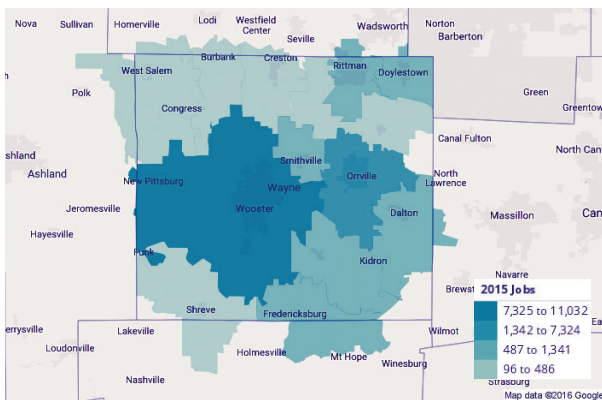 Nova
Sullivan
Homerville
Lodi
Westfield
Center
Seville
Wadsworth
Norton
Barberton
West Salem
Burbank
Creston
Rittman
Doylestown
Polk
Congress
Green
Canal Fulton
Ashland
New Pittsburg
Smithville
Wayne
Orrville
North
Lawrence
North Can
Jeromesville
Wooster
Dalton
Massillon
Can
Hayesville
Funk
Kidron
Navarre
Brewst
Shreve
Fredericksburg
Lakeville
Wilmot
errysville
Loudonville
Holmesville
Mt Hope
Winesburg
Nashville
Strasburg
2015 Jobs
7,325 to 11,032
1,342 to 7,324
487 to 1,341
96 to 486
Map data ©2016 Google